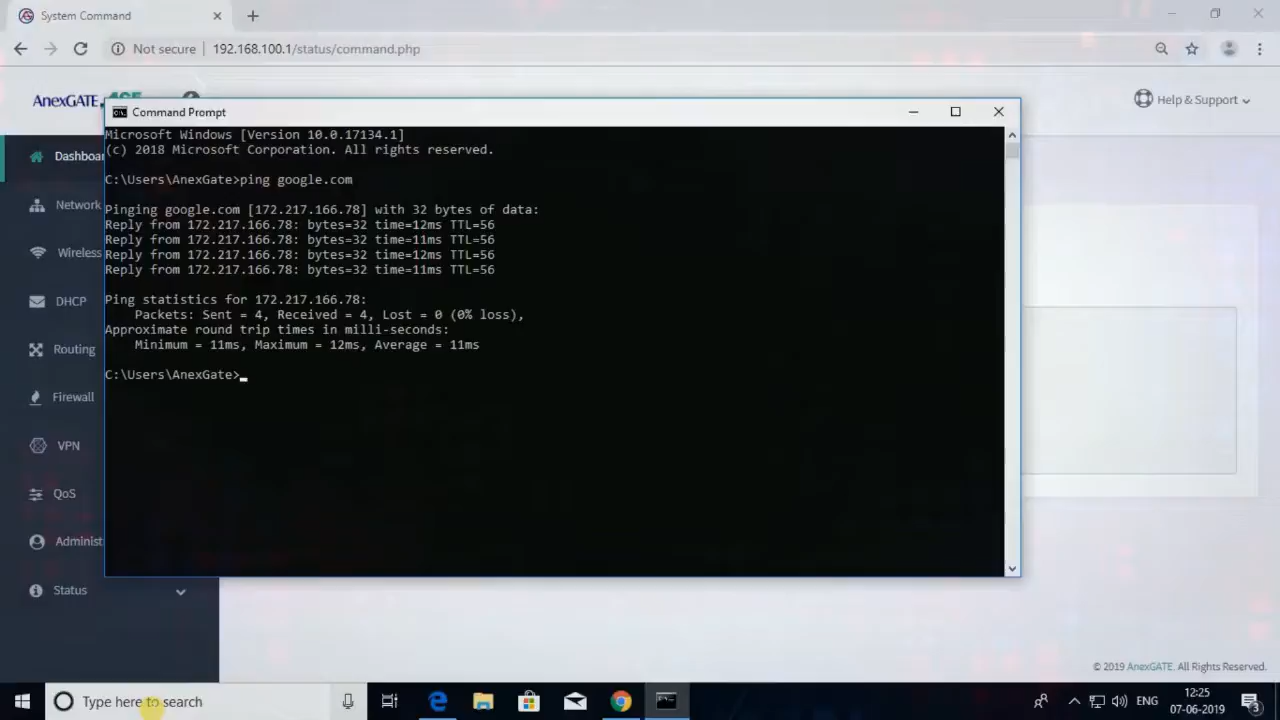 System Command
Not secure
192.168.100.1/status/command.php
AnexGATE
Help & Support
Command Prompt
Microsoft Windows [Version 10.0.17134.1]
(c) 2018 Microsoft Corporation. All rights reserved.
C:\Users\AnexGate>ping google.com
Pinging google.com [172.217.166.78] with 32 bytes of data:
Reply from 172.217.166.78: bytes=32 time=12ms TTL=56
Reply from 172.217.166.78: bytes=32 time=11ms TTL=56
Reply from 172.217.166.78: bytes=32 time=12ms TTL=56
Reply from 172.217.166.78: bytes=32 time=11ms TTL=56
Ping statistics for 172.217.166.78:
Packets: Sent = 4, Received = 4, Lost = 0 (0% loss),
Approximate round trip times in milli-seconds:
Minimum = 11ms, Maximum = 12ms, Average = 11ms
C:\Users\AnexGate>
Dashboa
Network
Wireless
DHCP
Routing
Firewall
VPN
QoS
Administ
Status
© 2019 AnexGATE. All Rights Reserved.
Type here to search
ENG
12:25
07-06-2019
3